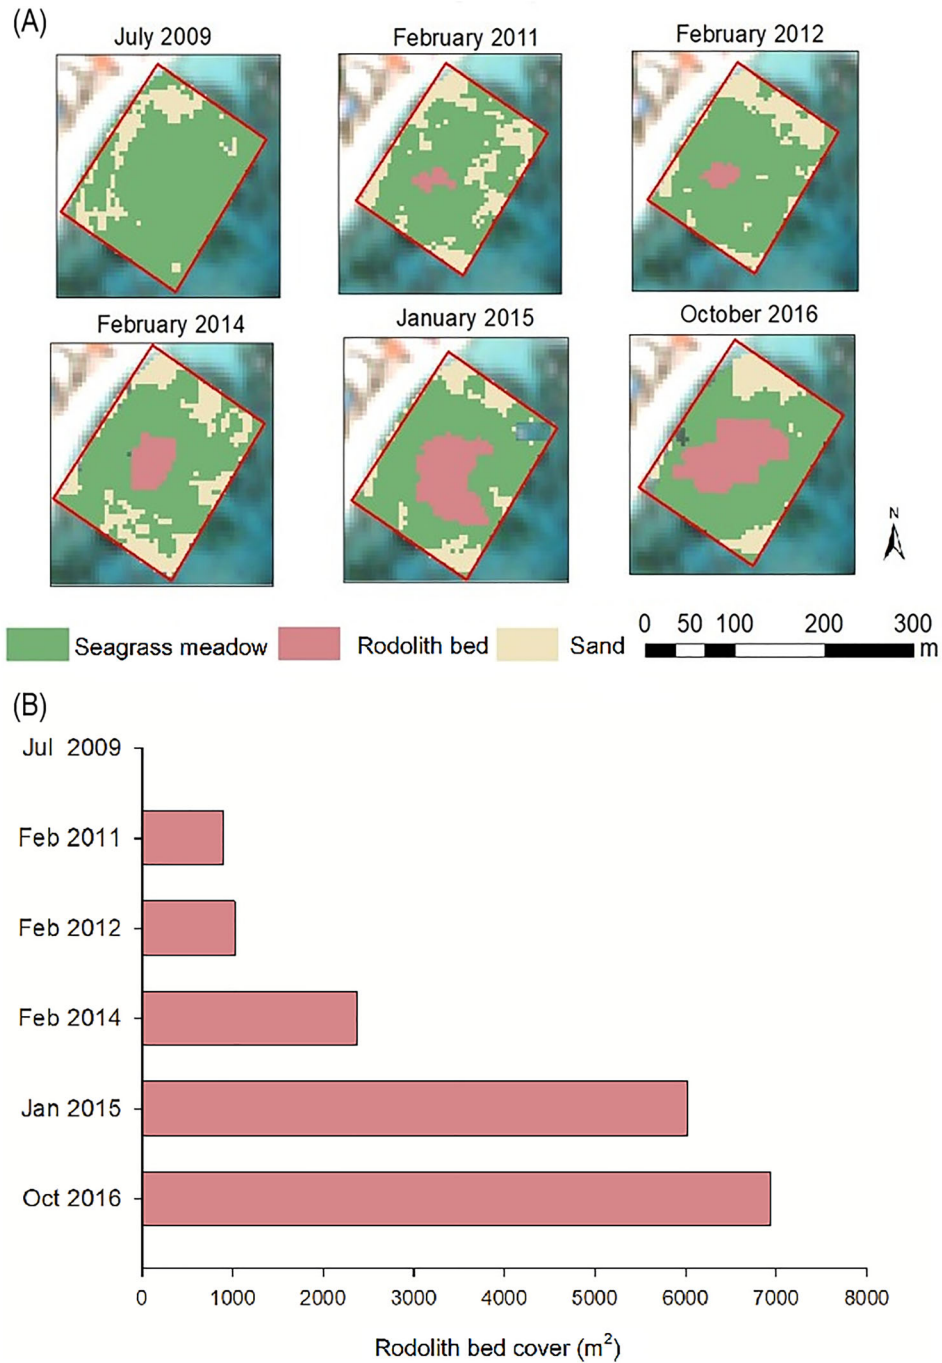 (A)
July 2009
February 2011
February 2012
February 2014
January 2015
October 2016
N
Seagrass meadow
Rodolith bed
Sand
0 50 100 200 300
m
(B)
Jul 2009
Feb 2011
Feb 2012
Feb 2014
Jan 2015
Oct 2016
0 1000 2000 3000 4000 5000 6000 7000 8000
Rodolith bed cover (m²)